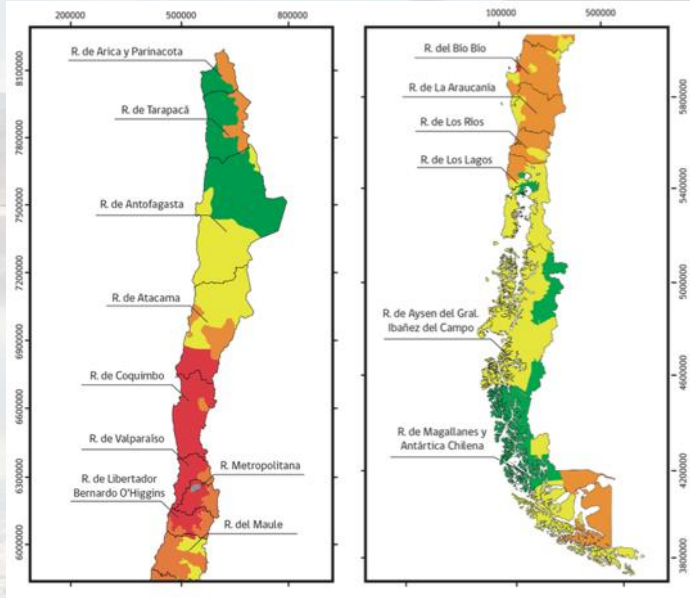 200000 500000 800000
8100000
7800000
7500000
7200000
6900000
6600000
6300000
6000000
R. de Arica y Parinacota
R. de Tarapacá
R. de Antofagasta
R. de Atacama
R. de Coquimbo
R. de Valparaíso
R. Metropolitana
R. de Libertador
Bernardo O'Higgins
R. del Maule
100000 500000
5800000
5400000
5000000
4600000
4200000
3800000
R. del Bío Bío
R. de La Araucanía
R. de Los Ríos
R. de Los Lagos
R. de Aysen del Gral.
Ibañez del Campo
R. de Magallanes y
Antártica Chilena